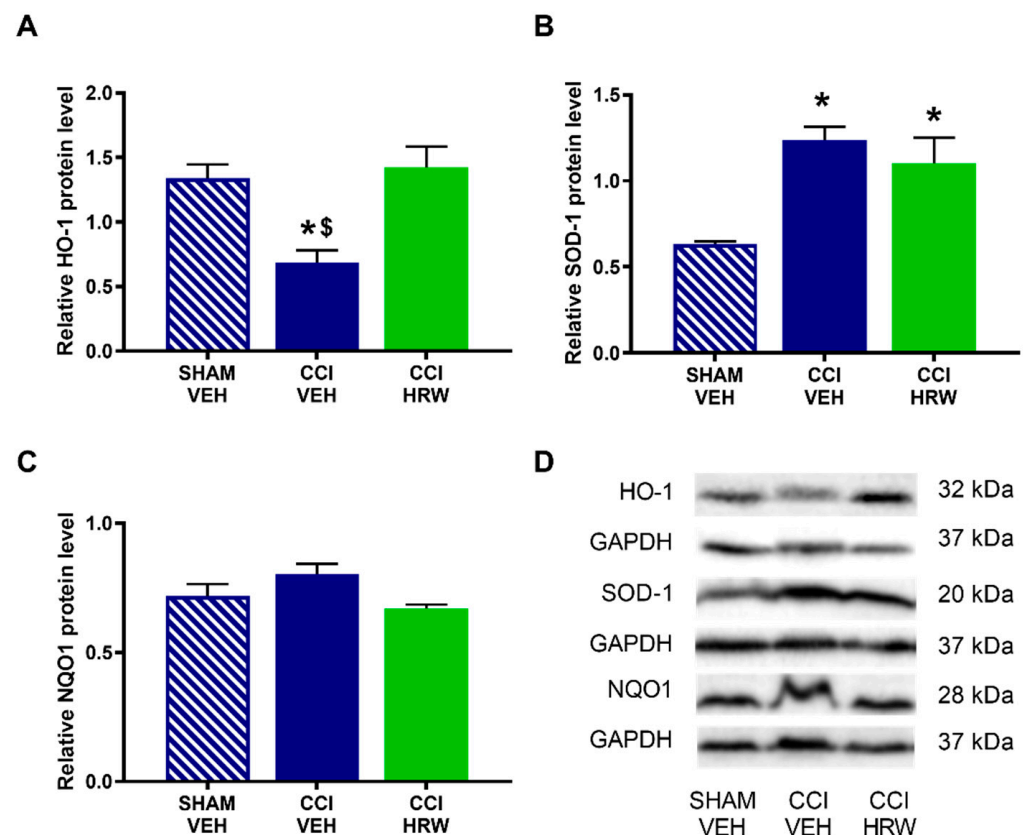 A
Relative HO-1 protein level
2.0
1.5
1.0
0.5
0.0
*$
SHAM
VEH
CCI
VEH
CCI
HRW
B
Relative SOD-1 protein level
1.5
1.0
0.5
0.0
*
*
SHAM
VEH
CCI
VEH
CCI
HRW
C
Relative NQO1 protein level
1.0
0.5
0.0
SHAM
VEH
CCI
VEH
CCI
HRW
D
HO-1 32 kDa
GAPDH 37 kDa
SOD-1 20 kDa
GAPDH 37 kDa
NQO1 28 kDa
GAPDH 37 kDa
SHAM
VEH
CCI
VEH
CCI
HRW